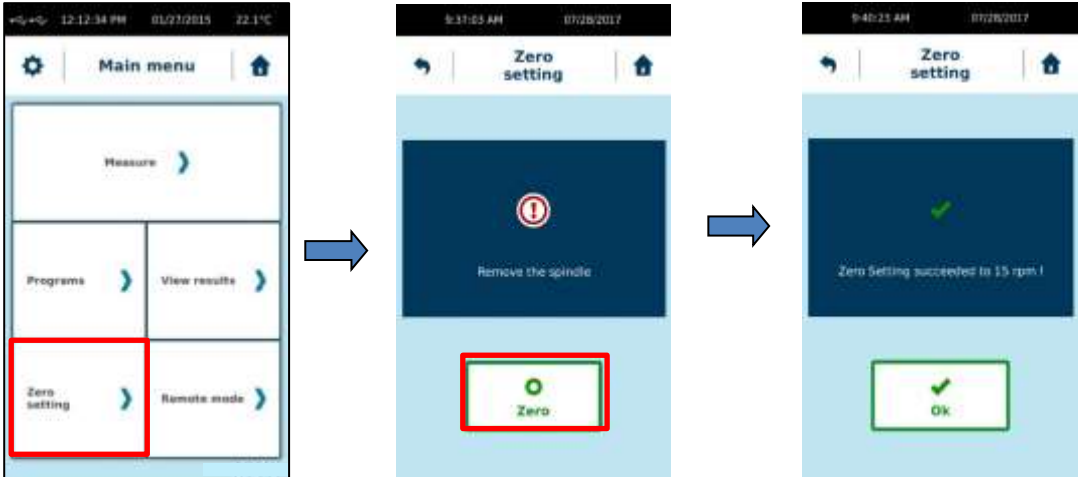 12:12:34 PM 01/27/2015 22.1°C
Main menu
Measure
Programs
View results
Zero
setting
Remote mode
9:37:03 AM 07/28/2017
Zero
setting
Remove the spindle
Zero
9:40:23 AM 07/28/2017
Zero
setting
Zero Setting succeeded to 15 rpm !
Ok